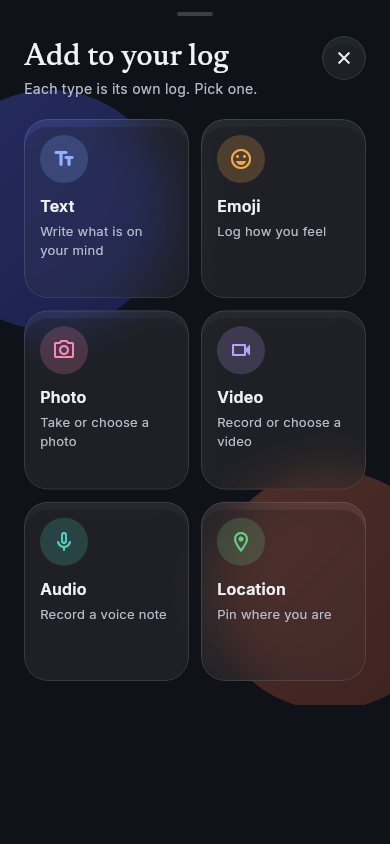 Add to your log
Each type is its own log. Pick one.
Text
Write what is on
your mind
Emoji
Log how you feel
Photo
Take or choose a
photo
Video
Record or choose a
video
Audio
Record a voice note
Location
Pin where you are